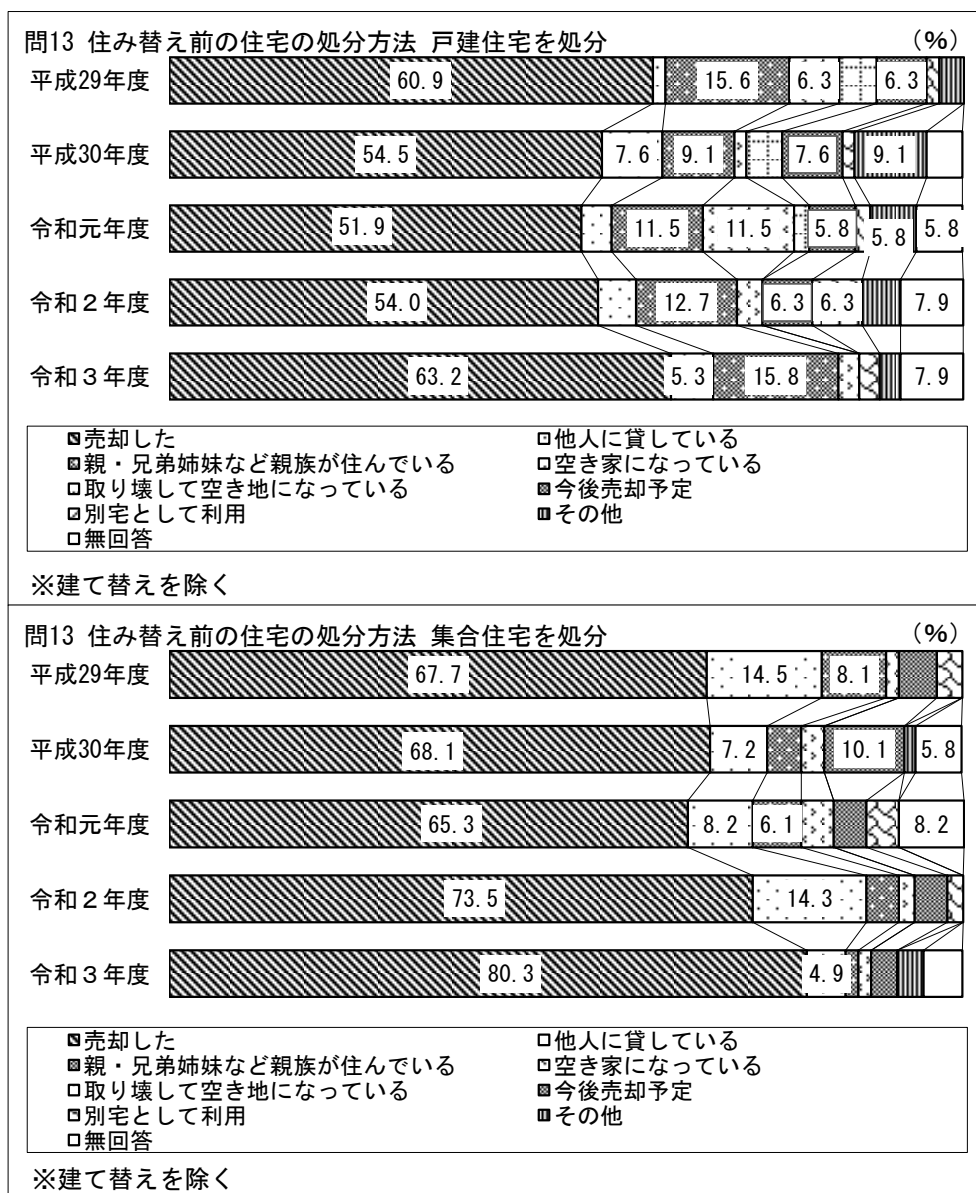 問13 住み替え前の住宅の処分方法 戸建住宅を処分 (%)
平成29年度 60.9 15.6 6.3 6.3
平成30年度 54.5 7.6 9.1 7.6 9.1
令和元年度 51.9 11.5 11.5 5.8 5.8 5.8
令和２年度 54.0 12.7 6.3 6.3 7.9
令和３年度 63.2 5.3 15.8 7.9
売却した 他人に貸している
親・兄弟姉妹など親族が住んでいる 空き家になっている
取り壊して空き地になっている 今後売却予定
別宅として利用 その他
無回答
※建て替えを除く
問13 住み替え前の住宅の処分方法 集合住宅を処分 (%)
平成29年度 67.7 14.5 8.1
平成30年度 68.1 7.2 10.1 5.8
令和元年度 65.3 8.2 6.1 8.2
令和２年度 73.5 14.3
令和３年度 80.3 4.9
売却した 他人に貸している
親・兄弟姉妹など親族が住んでいる 空き家になっている
取り壊して空き地になっている 今後売却予定
別宅として利用 その他
無回答
※建て替えを除く